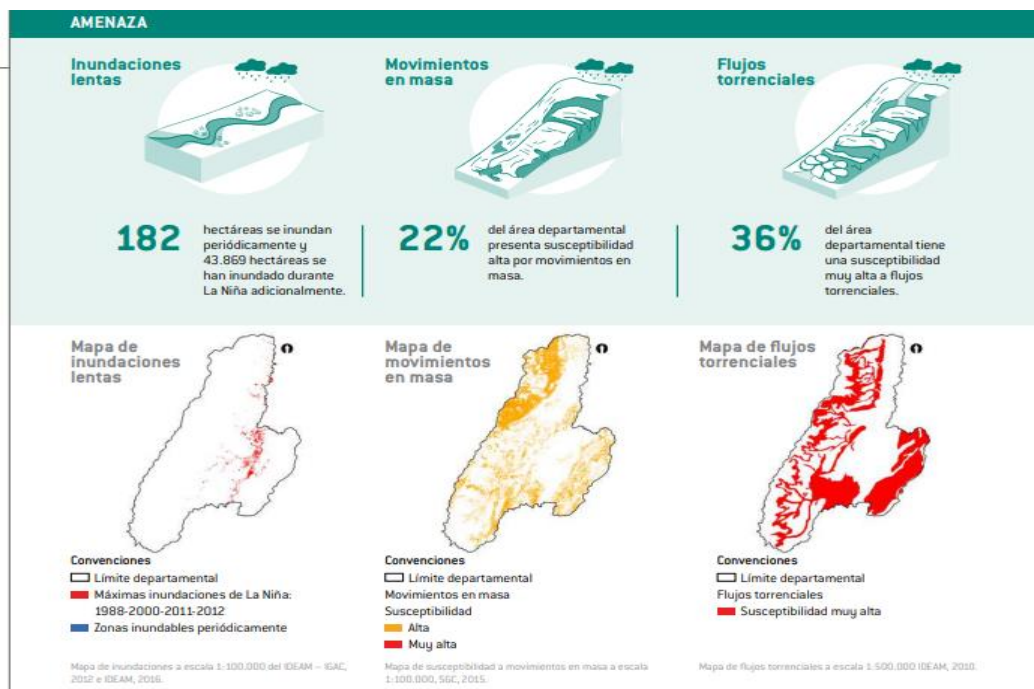 AMENAZA
Inundaciones
lentas
182
hectáreas se inundan
periódicamente y
43.869 hectáreas se
han inundado durante
La Niña adicionalmente.
Movimientos
en masa
22%
del área departamental
presenta susceptibilidad
alta por movimientos en
masa.
Flujos
torrenciales
36%
del área
departamental tiene
una susceptibilidad
muy alta a flujos
torrenciales.
Mapa de
inundaciones
lentas
Convenciones
Límite departamental
Máximas inundaciones de La Niña:
1988-2000-2011-2012
Zonas inundables periódicamente
Mapa de inundaciones a escala 1:100.000 del IDEAM – IGAC,
2012 e IDEAM, 2016.
Mapa de
movimientos
en masa
Convenciones
Límite departamental
Movimientos en masa
Susceptibilidad
Alta
Muy alta
Mapa de susceptibilidad a movimientos en masa a escala
1:100.000, SGC, 2015.
Mapa de flujos
torrenciales
Convenciones
Límite departamental
Flujos torrenciales
Susceptibilidad muy alta
Mapa de flujos torrenciales a escala 1:500.000 IDEAM, 2010.